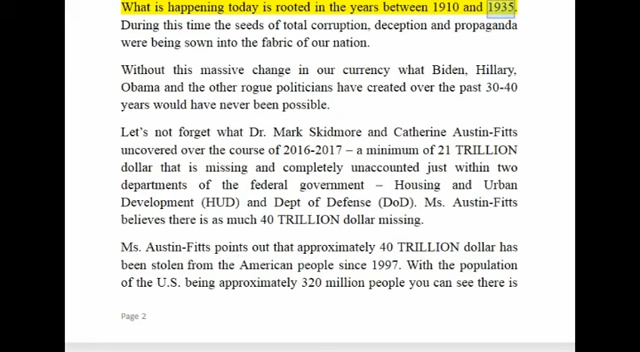 What is happening today is rooted in the years between 1910 and 1935.
During this time the seeds of total corruption, deception and propaganda
were being sown into the fabric of our nation.
Without this massive change in our currency what Biden, Hillary,
Obama and the other rogue politicians have created over the past 30-40
years would have never been possible.
Let's not forget what Dr. Mark Skidmore and Catherine Austin-Fitts
uncovered over the course of 2016-2017 – a minimum of 21 TRILLION
dollar that is missing and completely unaccounted just within two
departments of the federal government – Housing and Urban
Development (HUD) and Dept of Defense (DoD). Ms. Austin-Fitts
believes there is as much 40 TRILLION dollar missing.
Ms. Austin-Fitts points out that approximately 40 TRILLION dollar has
been stolen from the American people since 1997. With the population
of the U.S. being approximately 320 million people you can see there is
Page 2